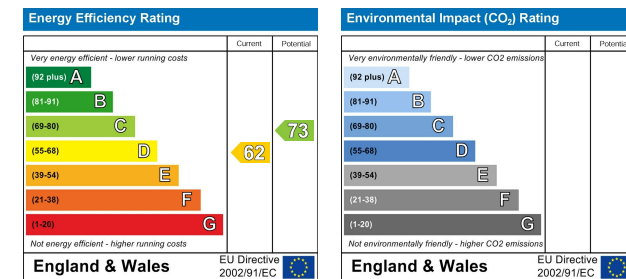 Energy Efficiency Rating
Current Potential
Very energy efficient - lower running costs
(92 plus) A
(81-91) B
(69-80) C
73
(55-68) D
62
(39-54) E
(21-38) F
(1-20) G
Not energy efficient - higher running costs
England & Wales
EU Directive
2002/91/EC
Environmental Impact (CO₂) Rating
Current Potential
Very environmentally friendly - lower CO2 emissions
(92 plus) A
(81-91) B
(69-80) C
(55-68) D
(39-54) E
(21-38) F
(1-20) G
Not environmentally friendly - higher CO2 emissions
England & Wales
EU Directive
2002/91/EC